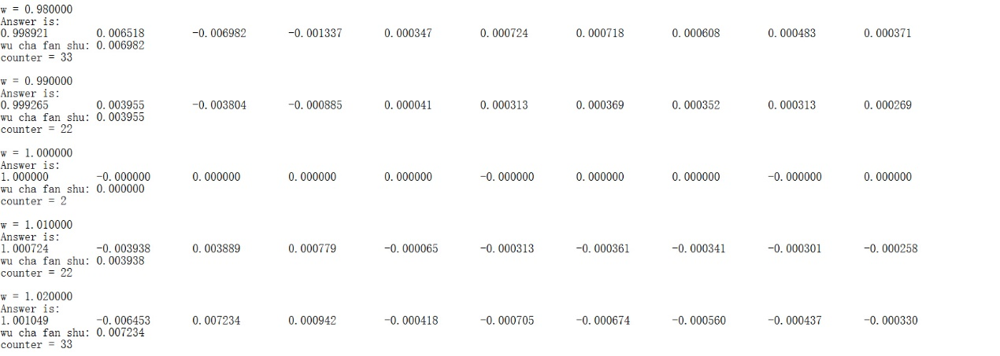 w = 0.980000
Answer is:
0.998921 0.006518 -0.006982 -0.001337 0.000347 0.000724 0.000718 0.000608 0.000483 0.000371
wu cha fan shu: 0.006982
counter = 33
w = 0.990000
Answer is:
0.999265 0.003955 -0.003804 -0.000885 0.000041 0.000313 0.000369 0.000352 0.000313 0.000269
wu cha fan shu: 0.003955
counter = 22
w = 1.000000
Answer is:
1.000000 -0.000000 0.000000 0.000000 0.000000 -0.000000 0.000000 0.000000 -0.000000 0.000000
wu cha fan shu: 0.000000
counter = 2
w = 1.010000
Answer is:
1.000724 -0.003938 0.003889 0.000779 -0.000065 -0.000313 -0.000361 -0.000341 -0.000301 -0.000258
wu cha fan shu: 0.003938
counter = 22
w = 1.020000
Answer is:
1.001049 -0.006453 0.007234 0.000942 -0.000418 -0.000705 -0.000674 -0.000560 -0.000437 -0.000330
wu cha fan shu: 0.007234
counter = 33